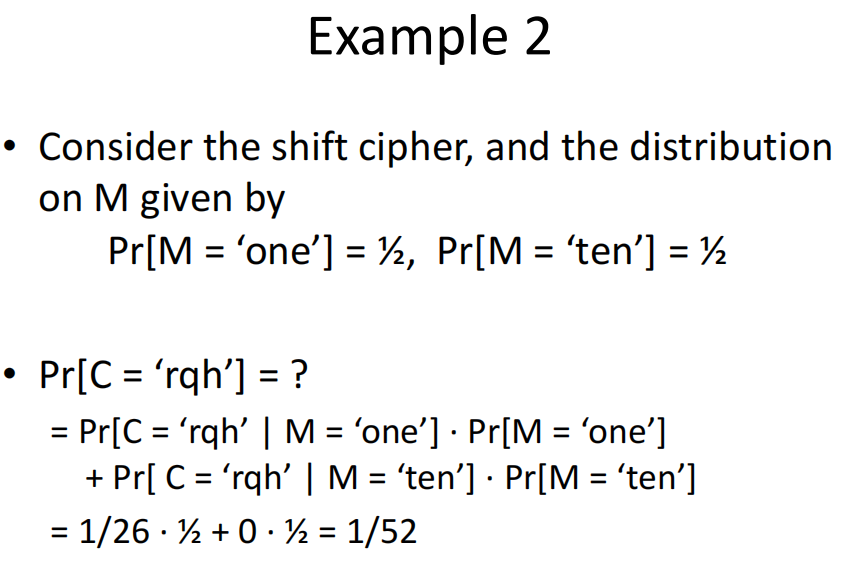 Example 2
• Consider the shift cipher, and the distribution
on M given by
Pr[M = ‘one’] = ½, Pr[M = ‘ten’] = ½
• Pr[C = ‘rqh’] = ?
= Pr[C = ‘rqh’ | M = ‘one’] · Pr[M = ‘one’]
+ Pr[ C = ‘rqh’ | M = ‘ten’] · Pr[M = ‘ten’]
= 1/26 · ½ + 0 · ½ = 1/52